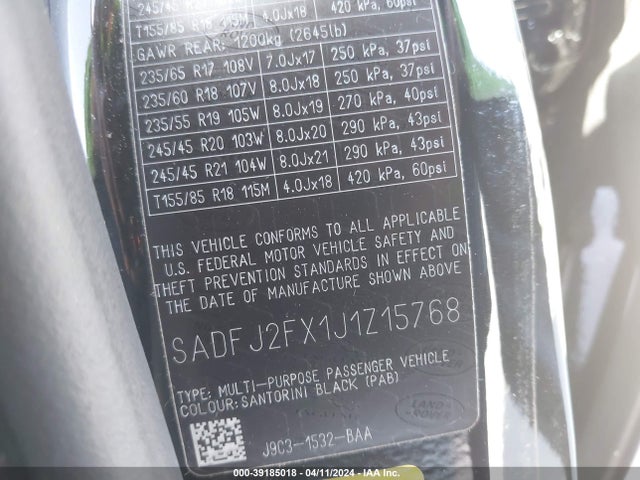 245/45
T155/85 R18 115M 4.0Jx18 420 kPa, 60psi
GAWR REAR: 1200kg (2645lb)
235/65 R17 108V 7.0Jx17 250 kPa, 37psi
235/60 R18 107V 8.0Jx18 250 kPa, 37psi
235/55 R19 105W 8.0Jx19 270 kPa, 40psi
245/45 R20 103W 8.0Jx20 290 kPa, 43psi
245/45 R21 104W 8.0Jx21 290 kPa, 43psi
T155/85 R18 115M 4.0Jx18 420 kPa, 60psi
THIS VEHICLE CONFORMS TO ALL APPLICABLE
U.S. FEDERAL MOTOR VEHICLE SAFETY AND
THEFT PREVENTION STANDARDS IN EFFECT ON
THE DATE OF MANUFACTURE SHOWN ABOVE
SADFJ2FX1J1Z15768
TYPE: MULTI-PURPOSE PASSENGER VEHICLE
COLOUR: SANTORINI BLACK (PAB)
JAGUAR
LAND ROVER
J9C3-1532-BAA
000-39185018 - 04/11/2024 - IAA Inc.